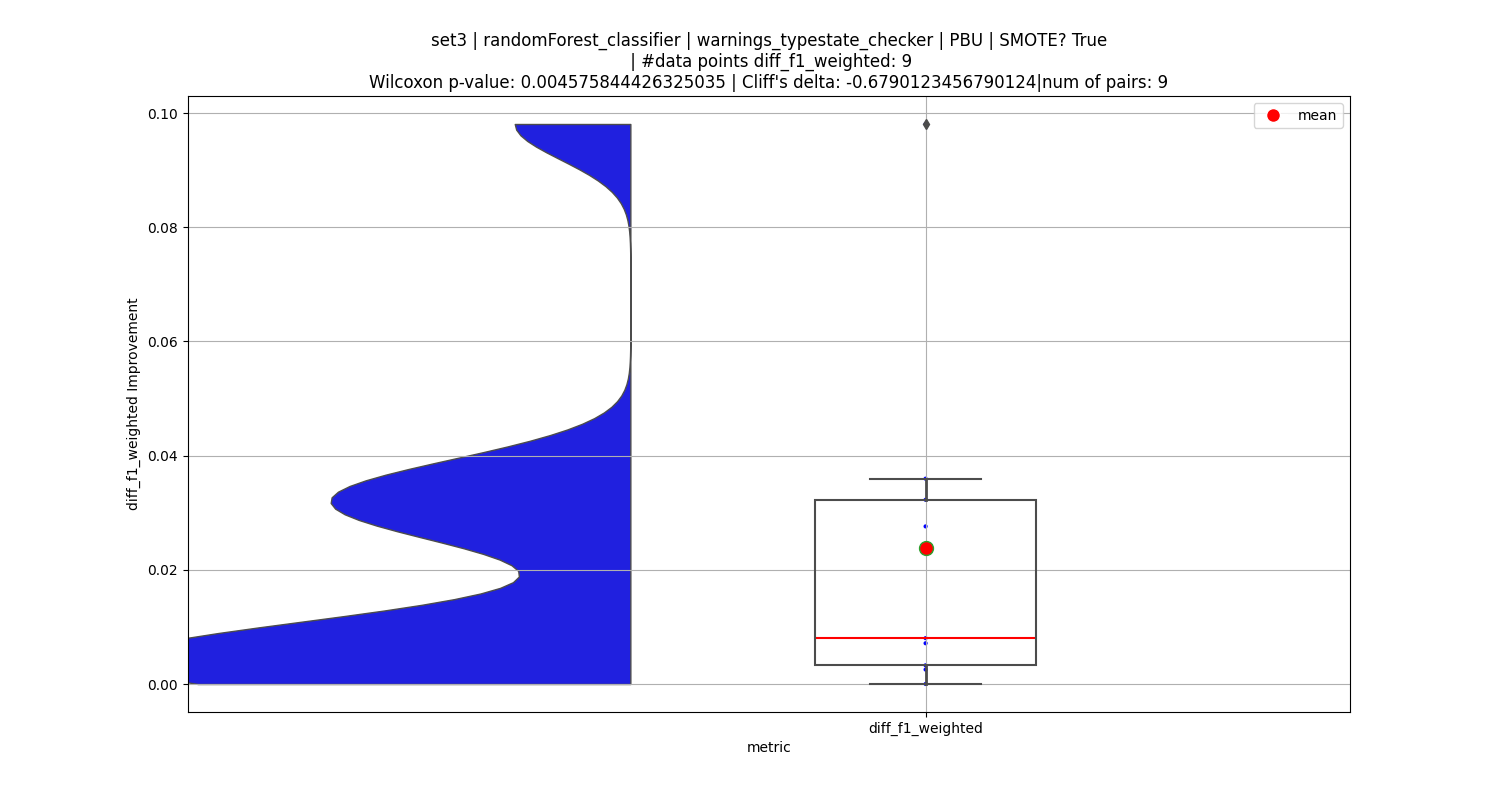 set3 | randomForest_classifier | warnings_typestate_checker | PBU | SMOTE? True
| #data points diff_f1_weighted: 9
Wilcoxon p-value: 0.004575844426325035 | Cliff's delta: -0.6790123456790124|num of pairs: 9
mean
diff_f1_weighted Improvement
0.10
0.08
0.06
0.04
0.02
0.00
diff_f1_weighted
metric